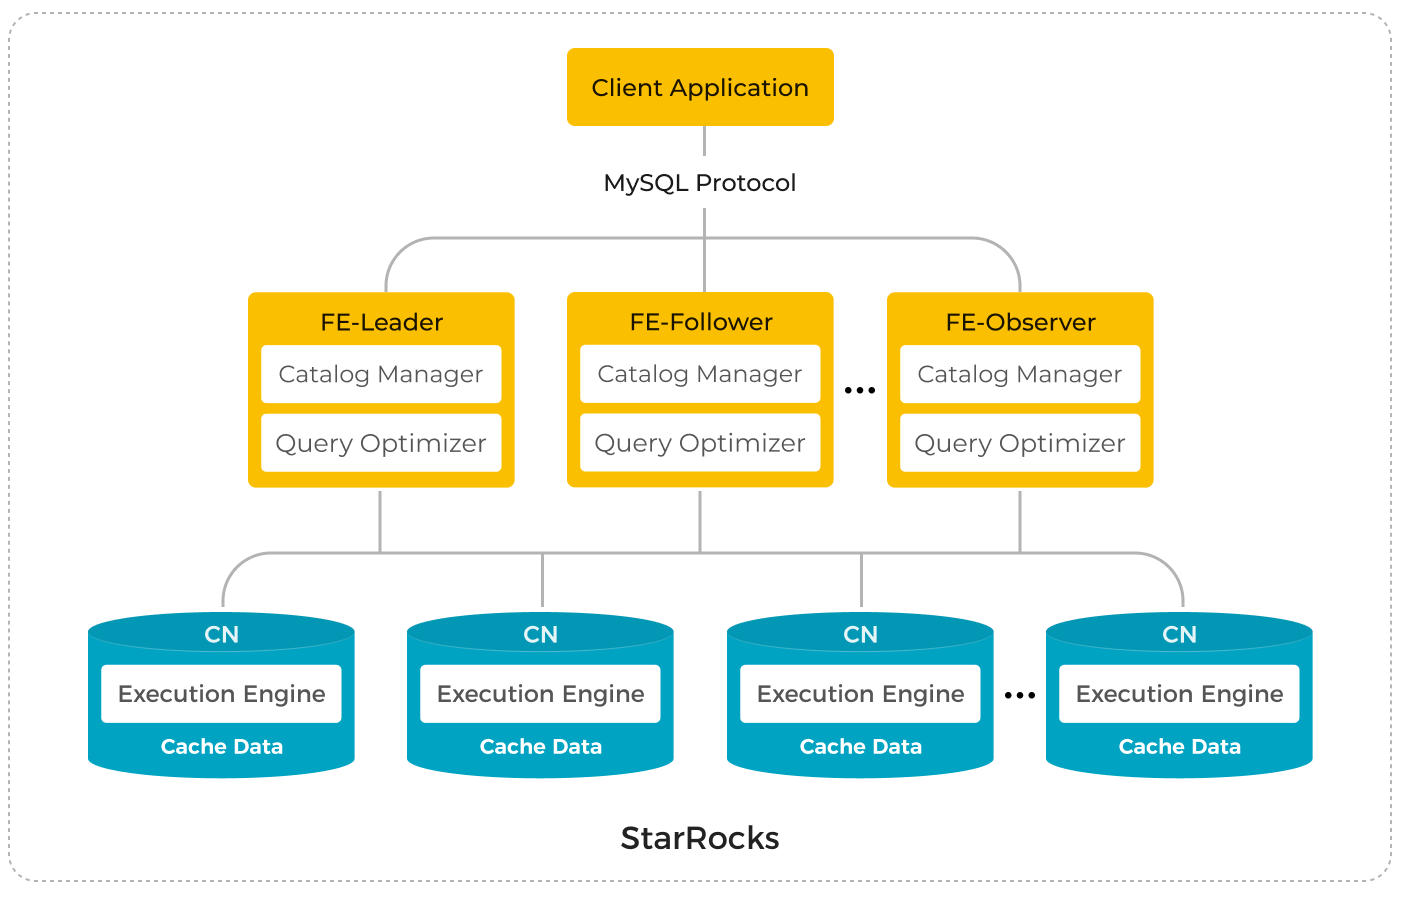 Client Application
MySQL Protocol
FE-Leader
Catalog Manager
Query Optimizer
FE-Follower
Catalog Manager
Query Optimizer
...
FE-Observer
Catalog Manager
Query Optimizer
CN
Execution Engine
Cache Data
CN
Execution Engine
Cache Data
CN
Execution Engine
Cache Data
...
CN
Execution Engine
Cache Data
StarRocks